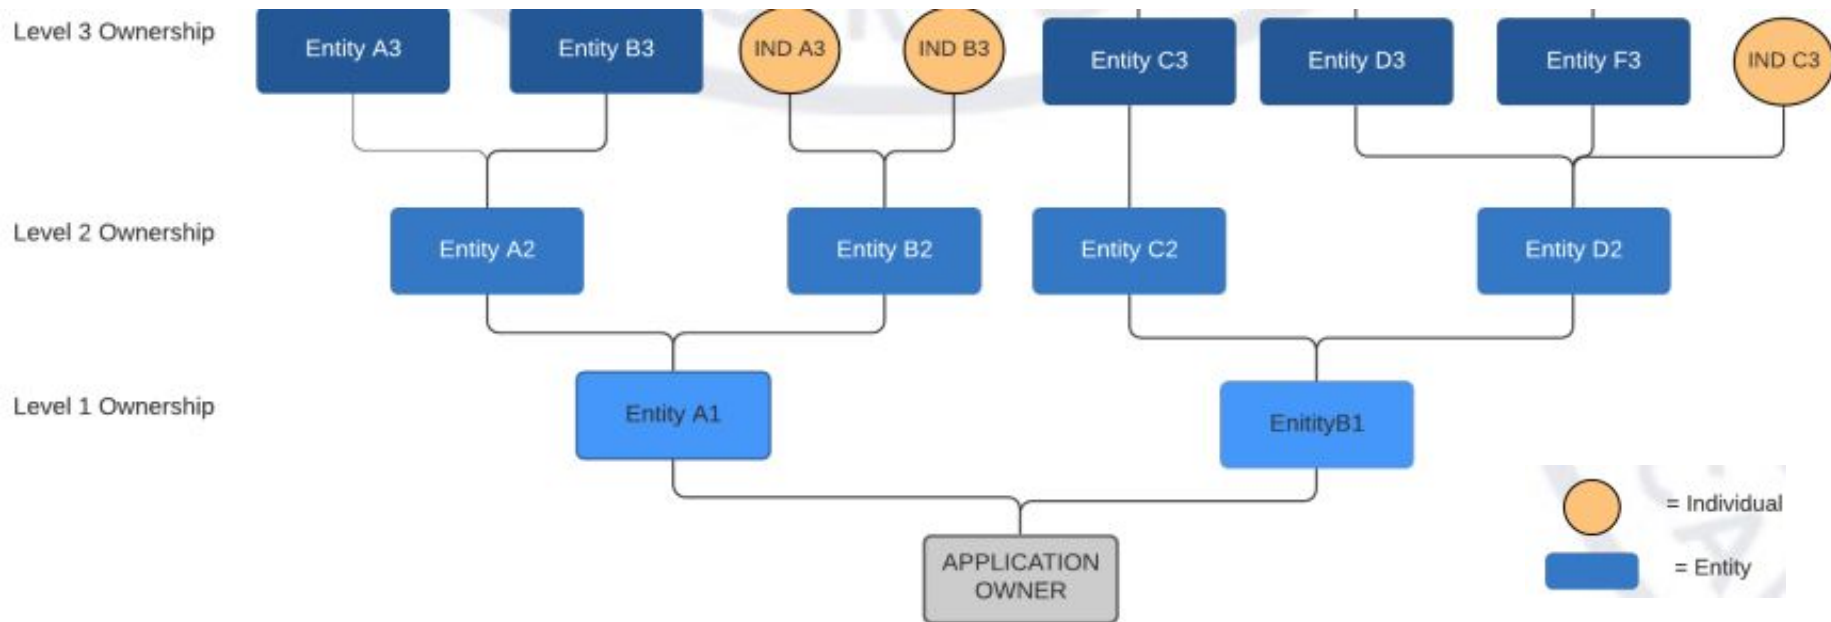 Level 3 Ownership
Entity A3
Entity B3
IND A3
IND B3
Entity C3
Entity D3
Entity F3
IND C3
Level 2 Ownership
Entity A2
Entity B2
Entity C2
Entity D2
Level 1 Ownership
Entity A1
EnitityB1
APPLICATION
OWNER
= Individual
= Entity